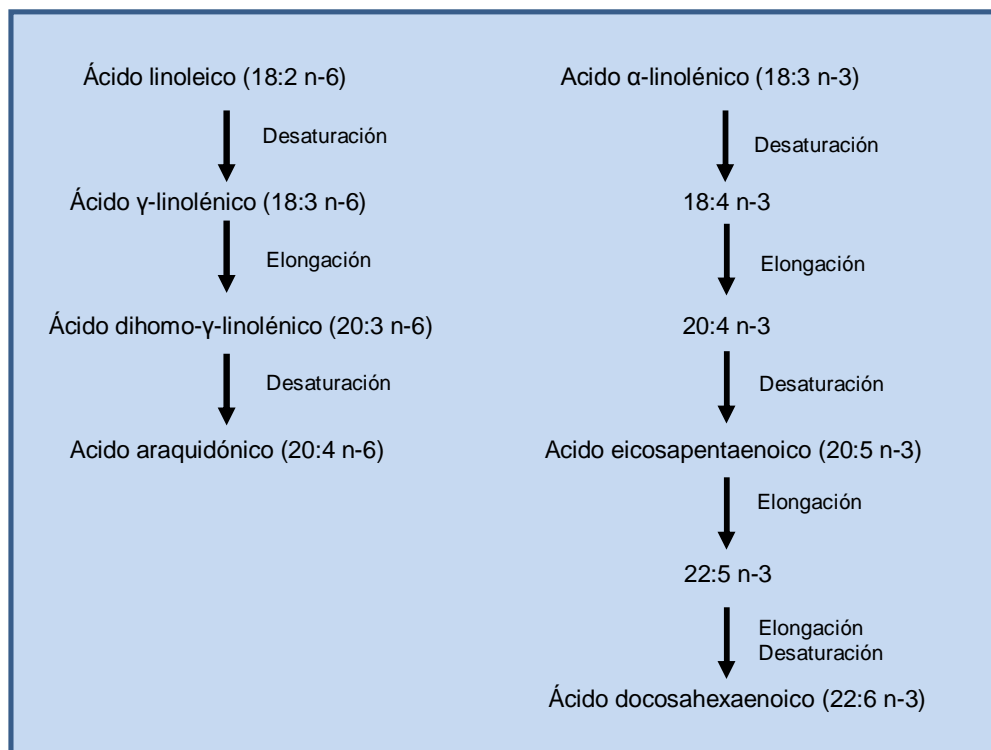 Ácido linoleico (18:2 n-6)
Desaturación
Ácido γ-linolénico (18:3 n-6)
Elongación
Ácido dihomo-γ-linolénico (20:3 n-6)
Desaturación
Acido araquidónico (20:4 n-6)
Acido α-linolénico (18:3 n-3)
Desaturación
18:4 n-3
Elongación
20:4 n-3
Desaturación
Acido eicosapentaenoico (20:5 n-3)
Elongación
22:5 n-3
Elongación
Desaturación
Ácido docosahexaenoico (22:6 n-3)